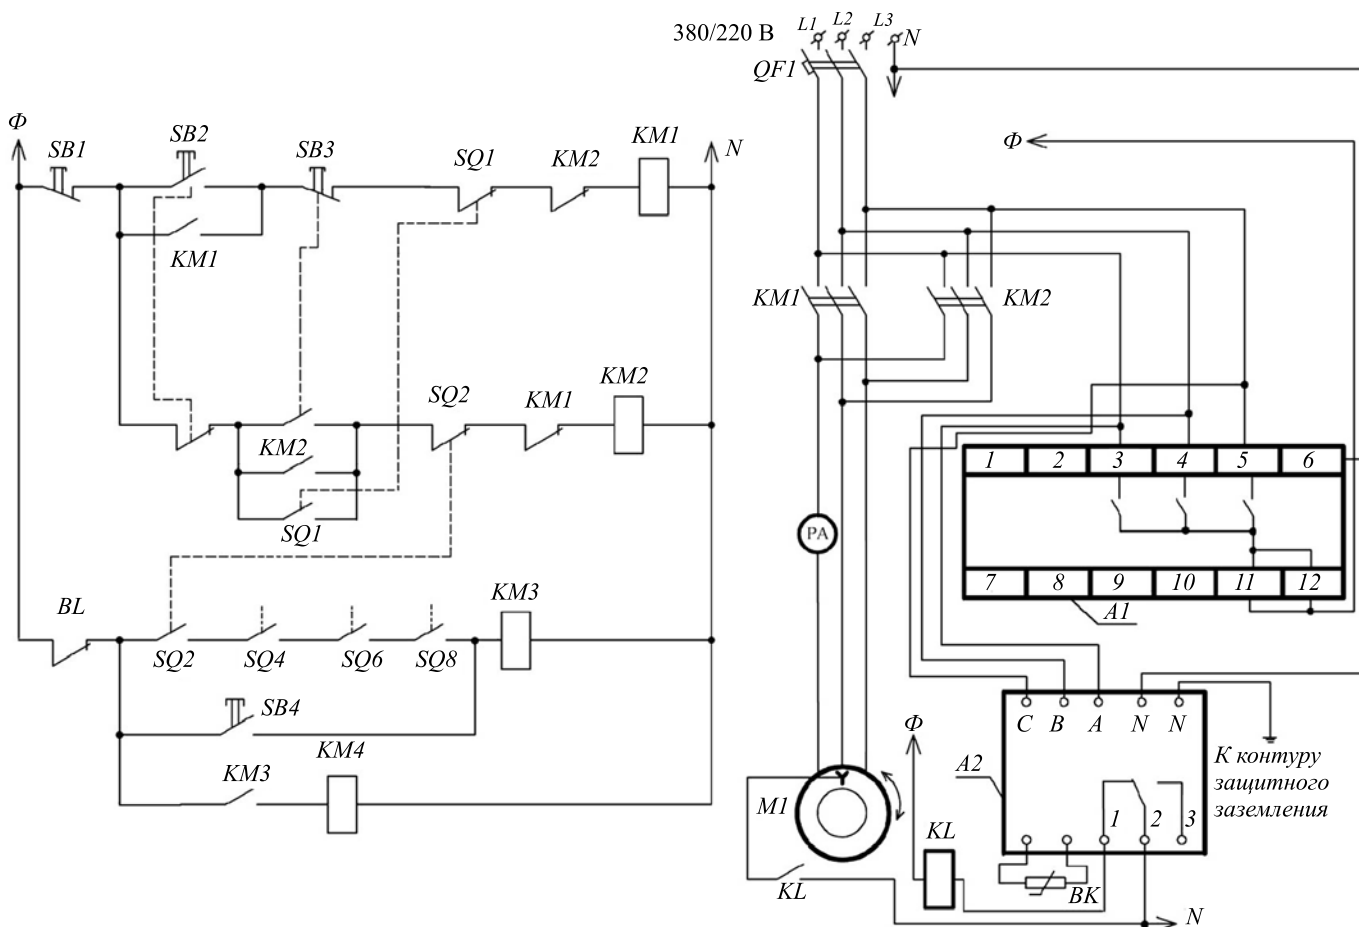 380/220 В
L1 L2 L3 N
QF1
Ф
SB1 SB2 SB3 SQ1 KM2 KM1 N
KM1
Ф
KM1 KM2
SQ2 KM1 KM2
KM2
SQ1
1 2 3 4 5 6
PA
7 8 9 10 11 12
A1
BL
SQ2 SQ4 SQ6 SQ8 KM3
SB4
KM3 KM4
C B A N N
Ф
К контуру
защитного
заземления
A2
M1
1 2 3
KL
KL
BK
N